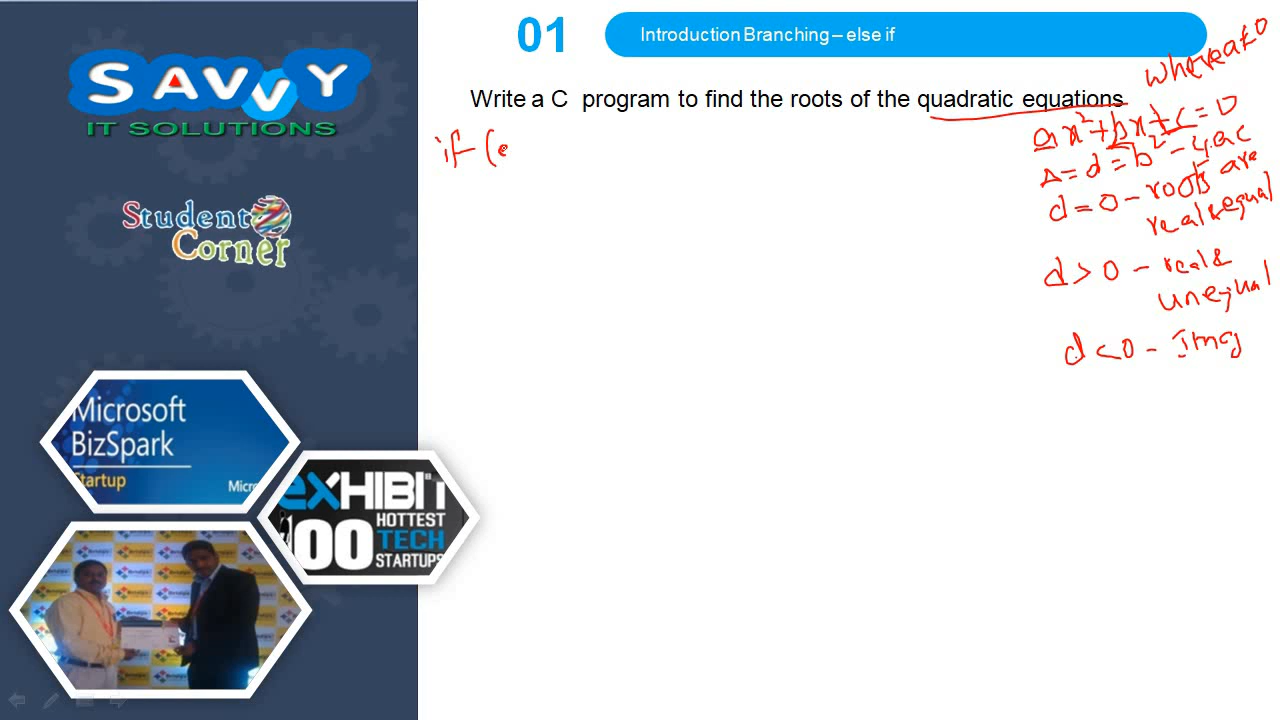 SAVVY
IT SOLUTIONS
Student
Corner
Microsoft
BizSpark
Startup
Micros
eXHIBIT
100
HOTTEST
TECH
STARTUPS
01
Introduction Branching – else if
Write a C program to find the roots of the quadratic equations
if (
where a≠0
ax²+bx+c=0
Δ=d=b²-4ac
d=0-roots are
real & equal
d>0-real &
unequal
d<0-Img